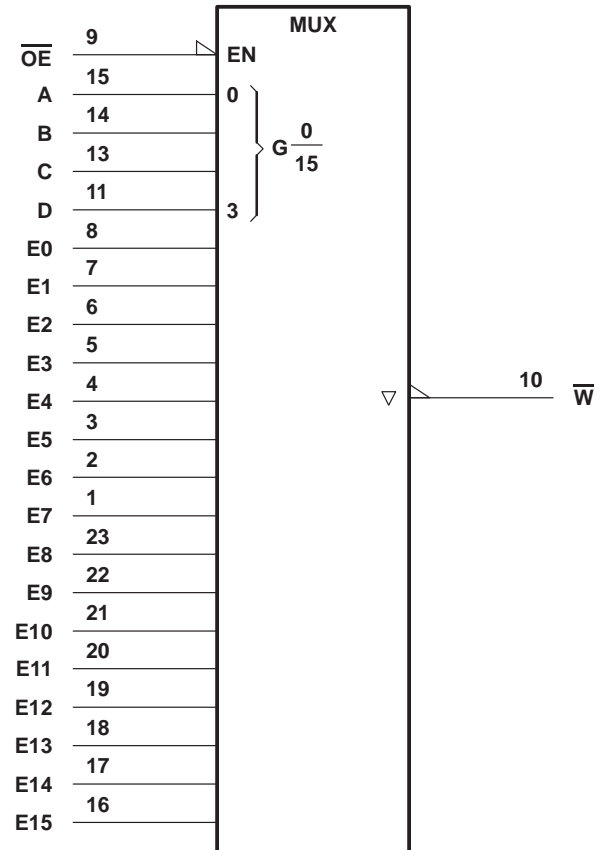 MUX
O̅E̅ 9 EN
A 15 0
B 14
C 13
D 11 3
G 0/15
E0 8
E1 7
E2 6
E3 5
E4 4
10 W̅
E5 3
E6 2
E7 1
E8 23
E9 22
E10 21
E11 20
E12 19
E13 18
E14 17
E15 16